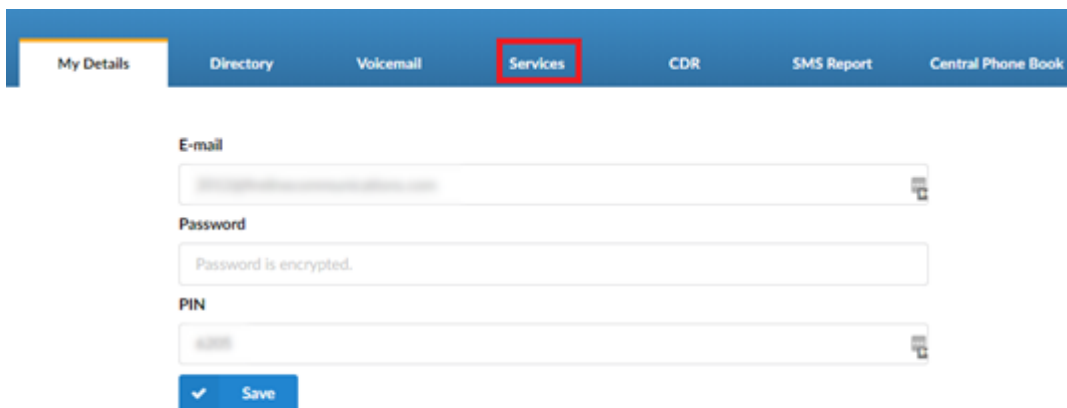 My Details Directory Voicemail Services CDR SMS Report Central Phone Book
E-mail
Password
Password is encrypted.
PIN
Save